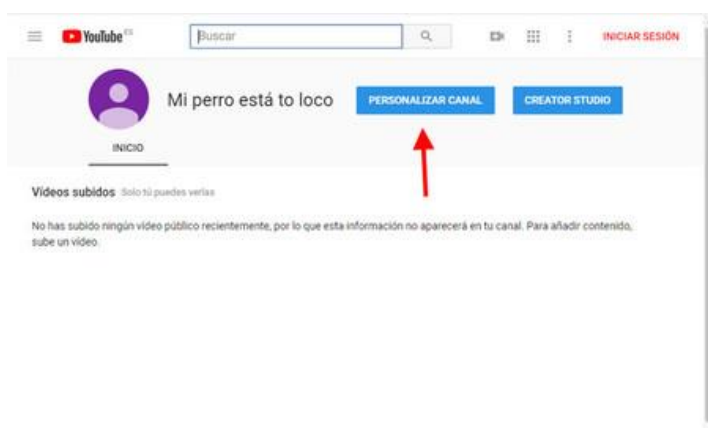 YouTube ES
Buscar
INICIAR SESIÓN
Mi perro está to loco
PERSONALIZAR CANAL
CREATOR STUDIO
INICIO
Vídeos subidos Solo tú puedes verlas
No has subido ningún vídeo público recientemente, por lo que esta información no aparecerá en tu canal. Para añadir contenido,
sube un vídeo.